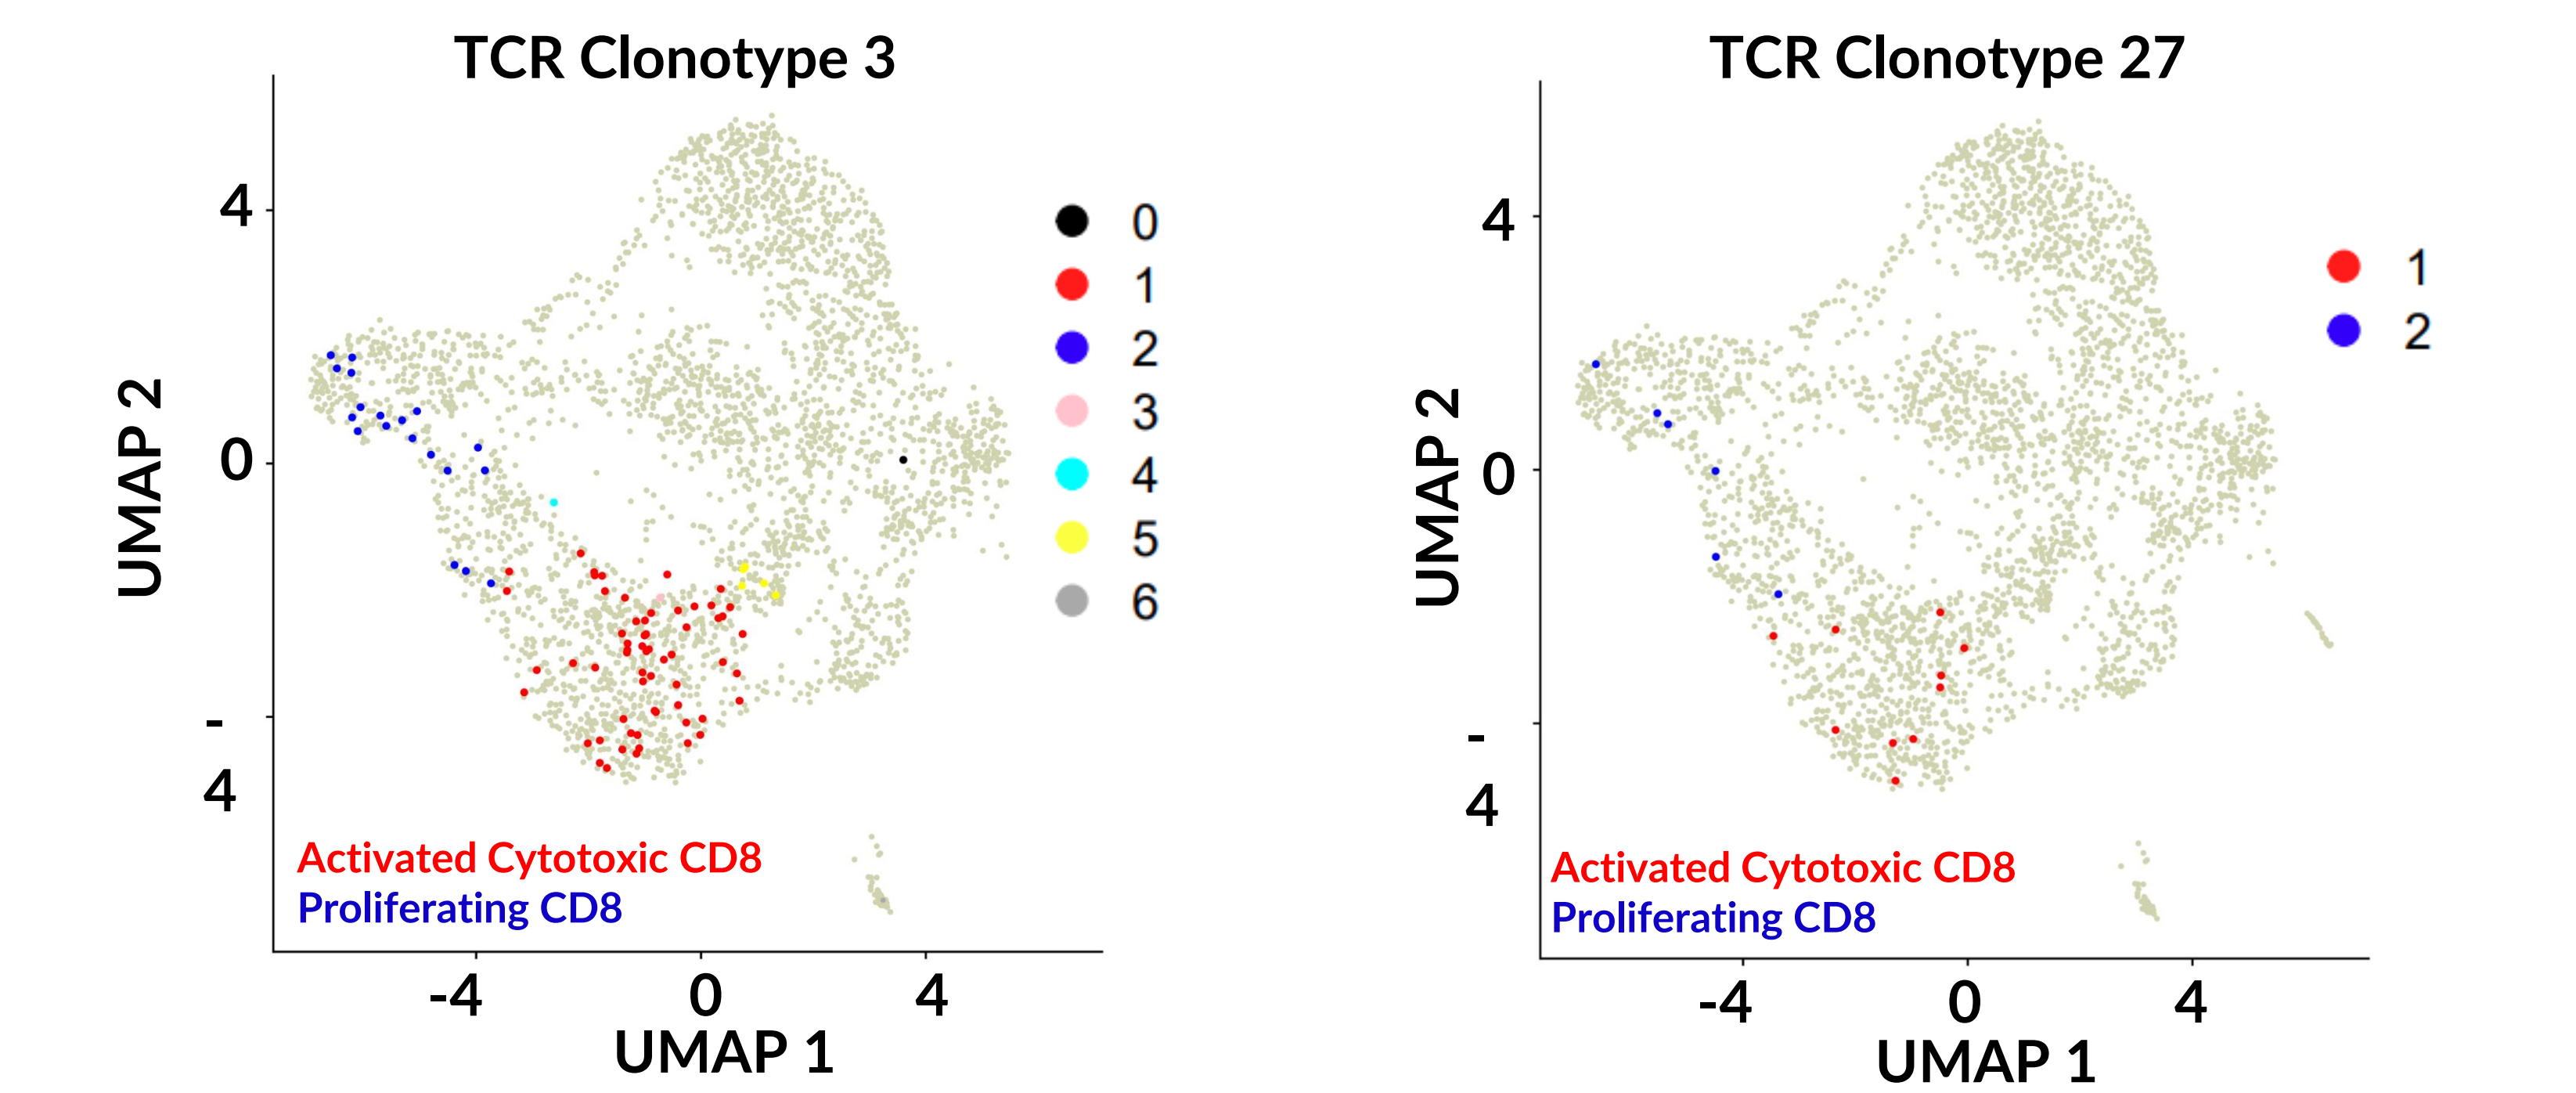 TCR Clonotype 3
UMAP 2
4
0
-
4
0
1
2
3
4
5
6
Activated Cytotoxic CD8
Proliferating CD8
-4 0 4
UMAP 1
TCR Clonotype 27
UMAP 2
4
0
-
4
1
2
Activated Cytotoxic CD8
Proliferating CD8
-4 0 4
UMAP 1